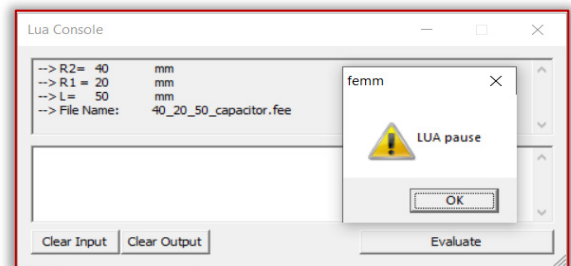 Lua Console
--> R2= 40 mm
--> R1 = 20 mm
--> L= 50 mm
--> File Name: 40_20_50_capacitor.fee
femm
LUA pause
OK
Clear Input
Clear Output
Evaluate